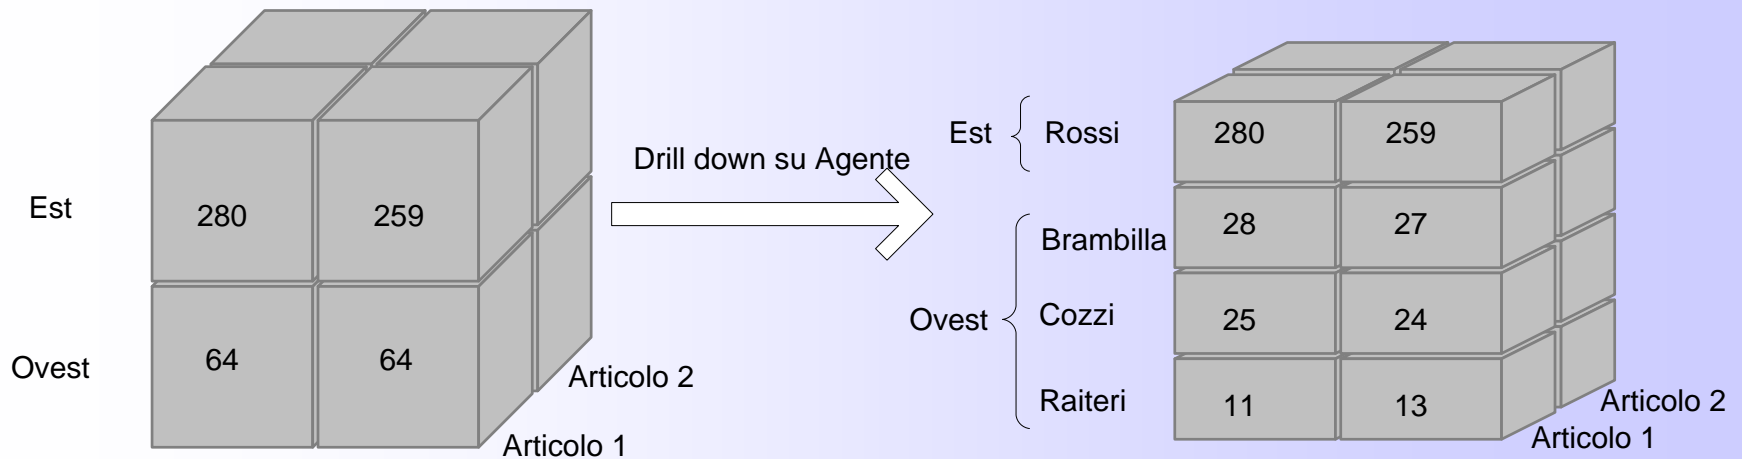 Est
280 259
Ovest
64 64
Articolo 2
Articolo 1
Drill down su Agente
Est Rossi 280 259
Brambilla 28 27
Ovest Cozzi 25 24
Raiteri 11 13
Articolo 2
Articolo 1